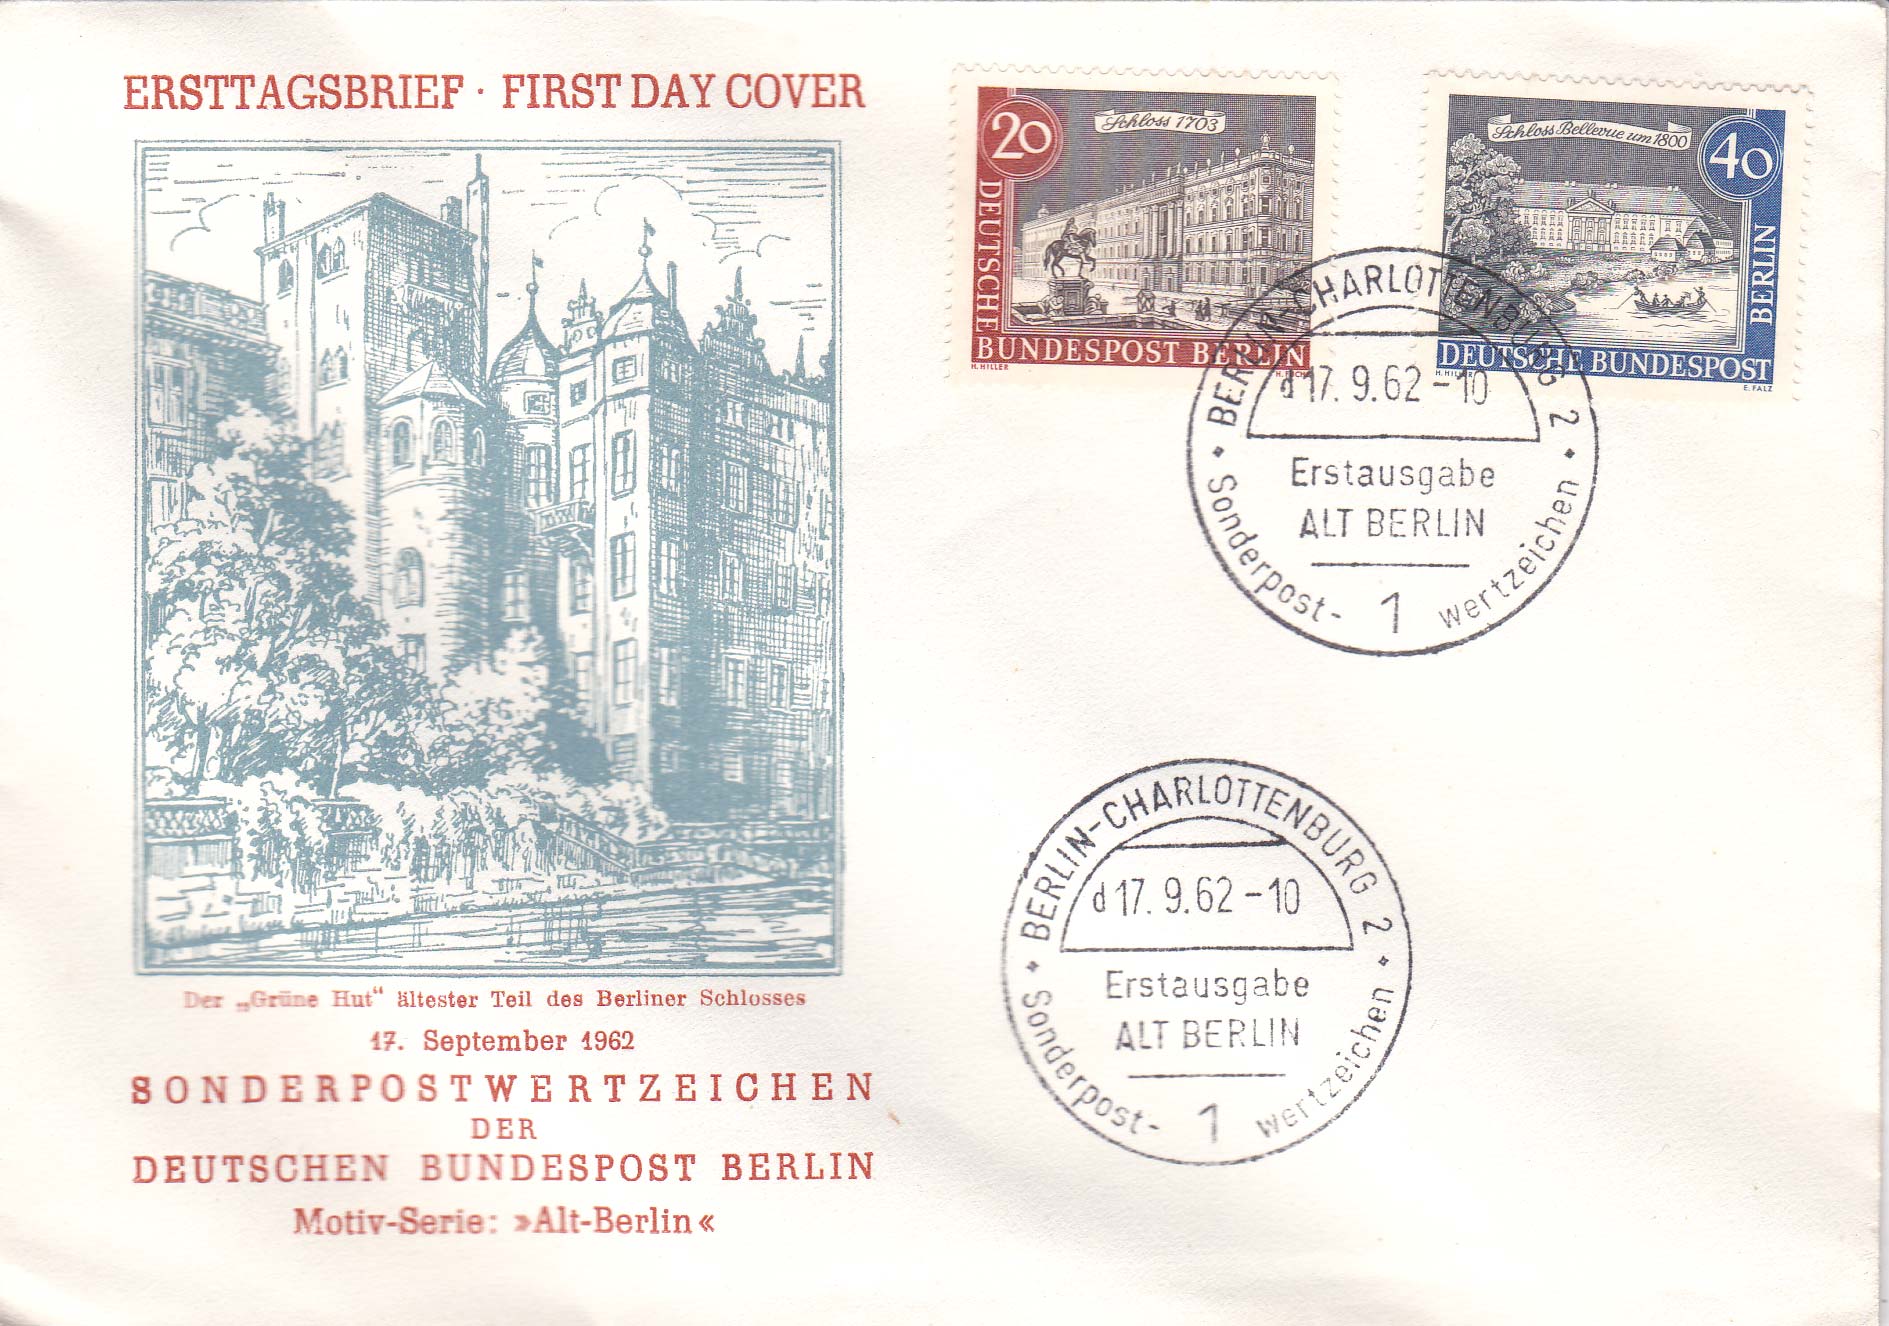 ERSTTAGSBRIEF · FIRST DAY COVER
Der „Grüne Hut“ ältester Teil des Berliner Schlosses
17. September 1962
SONDERPOSTWERTZEICHEN
DER
DEUTSCHEN BUNDESPOST BERLIN
Motiv-Serie: »Alt-Berlin«
20
Schloss 1703
DEUTSCHE
BUNDESPOST BERLIN
H. HILLER
Schloss Bellevue um 1800
40
BERLIN
DEUTSCHE BUNDESPOST
H. HILLER
E. FALZ
BERLIN-CHARLOTTENBURG 2
d17.9.62-10
Erstausgabe
ALT BERLIN
Sonderpost-
1
wertzeichen
BERLIN-CHARLOTTENBURG 2
d17.9.62-10
Erstausgabe
ALT BERLIN
Sonderpost-
1
wertzeichen